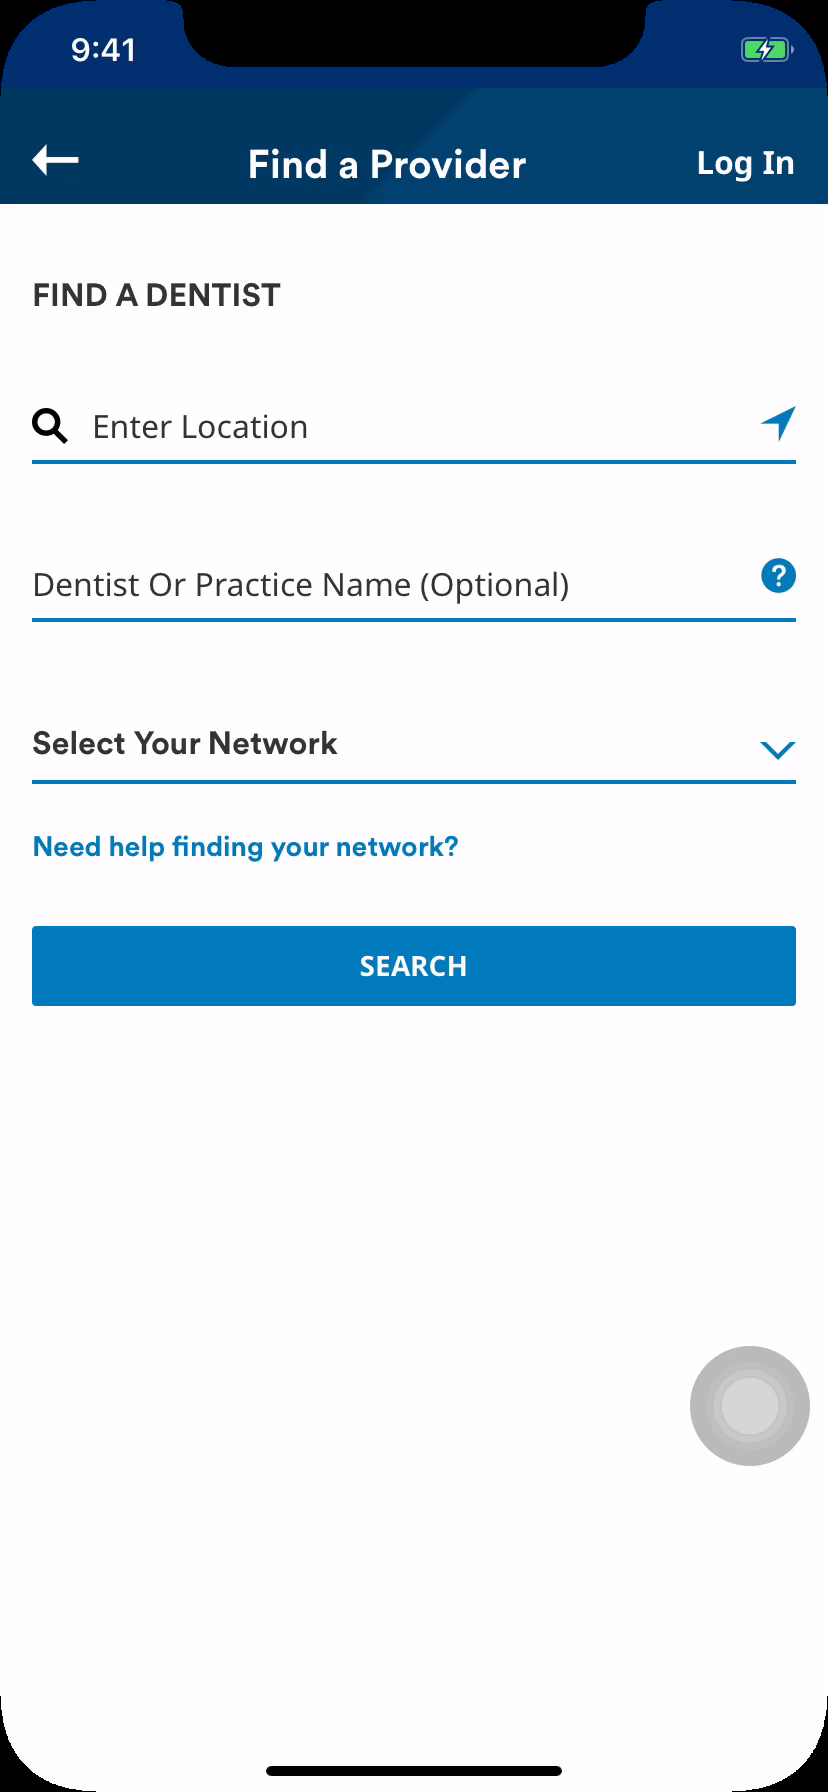 9:41
Find a Provider
Log In
FIND A DENTIST
Enter Location
Dentist Or Practice Name (Optional)
?
Select Your Network
Need help finding your network?
SEARCH